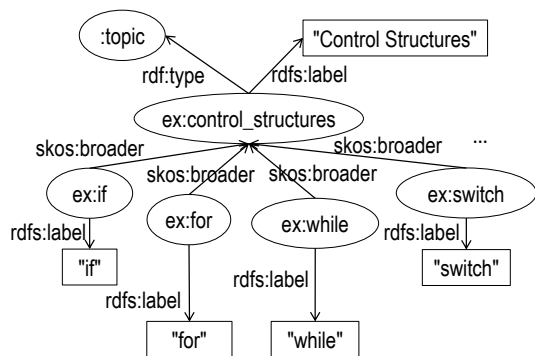 :topic
"Control Structures"
rdf:type
rdfs:label
ex:control_structures
skos:broader
skos:broader
...
skos:broader
skos:broader
ex:if
ex:for
ex:while
ex:switch
rdfs:label
rdfs:label
"if"
"switch"
rdfs:label
rdfs:label
"for"
"while"